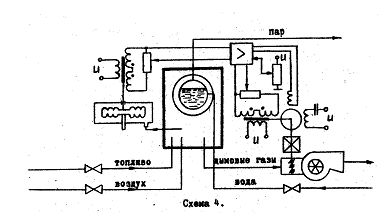 пар
u
u
u
u
топливо
дымовые газы
воздух
вода
Схема 4.